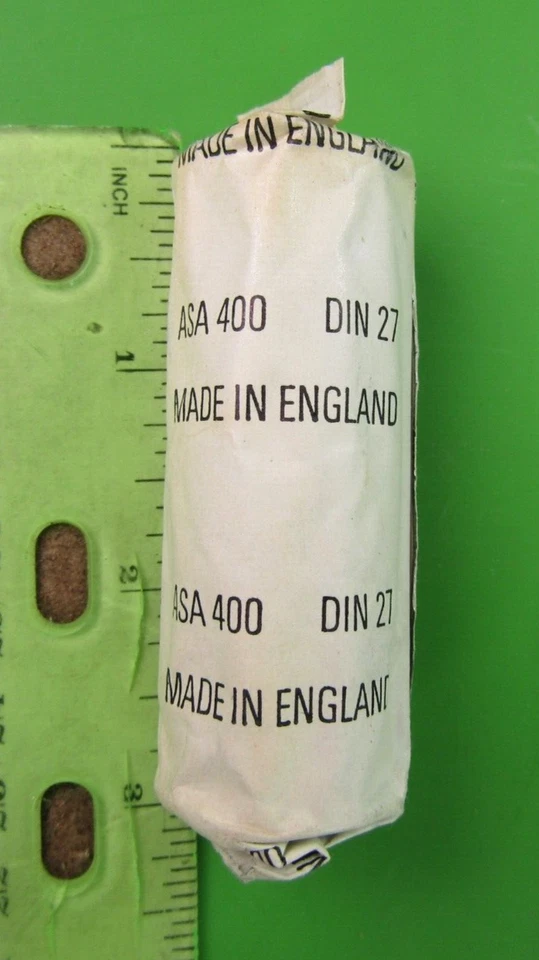 MADE IN ENGLAND
INCH
ASA 400 DIN 27
1
MADE IN ENGLAND
2
ASA 400 DIN 27
MADE IN ENGLAND
3